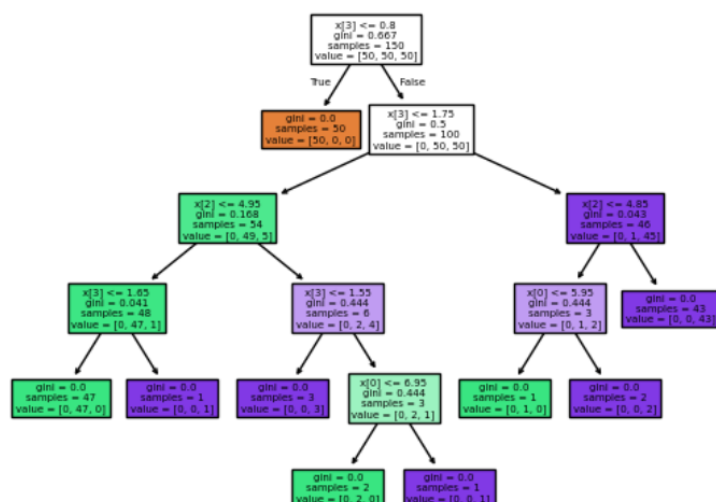 x[3] <= 0.8
gini = 0.667
samples = 150
value = [50, 50, 50]
True
False
gini = 0.0
samples = 50
value = [50, 0, 0]
x[3] <= 1.75
gini = 0.5
samples = 100
value = [0, 50, 50]
x[2] <= 4.95
gini = 0.168
samples = 54
value = [0, 49, 5]
x[2] <= 4.85
gini = 0.043
samples = 46
value = [0, 1, 45]
x[3] <= 1.65
gini = 0.041
samples = 48
value = [0, 47, 1]
x[3] <= 1.55
gini = 0.444
samples = 6
value = [0, 2, 4]
x[0] <= 5.95
gini = 0.444
samples = 3
value = [0, 1, 2]
gini = 0.0
samples = 43
value = [0, 0, 43]
gini = 0.0
samples = 47
value = [0, 47, 0]
gini = 0.0
samples = 1
value = [0, 0, 1]
gini = 0.0
samples = 3
value = [0, 0, 3]
x[0] <= 6.95
gini = 0.444
samples = 3
value = [0, 2, 1]
gini = 0.0
samples = 1
value = [0, 1, 0]
gini = 0.0
samples = 2
value = [0, 0, 2]
gini = 0.0
samples = 2
value = [0, 2, 0]
gini = 0.0
samples = 1
value = [0, 0, 1]